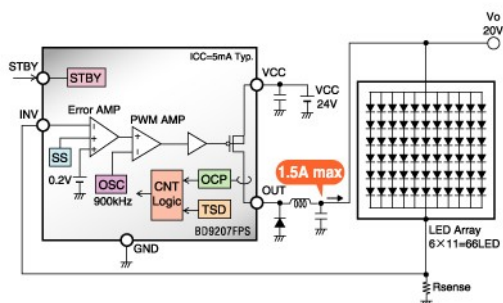 Vo
20V
ICC=5mA Typ.
STBY
STBY
VCC
VCC
24V
INV
Error AMP
PWM AMP
SS
0.2V
OSC
900kHz
CNT
Logic
OCP
TSD
OUT
1.5A max
BD9207FPS
GND
LED Array
6×11=66LED
Rsense